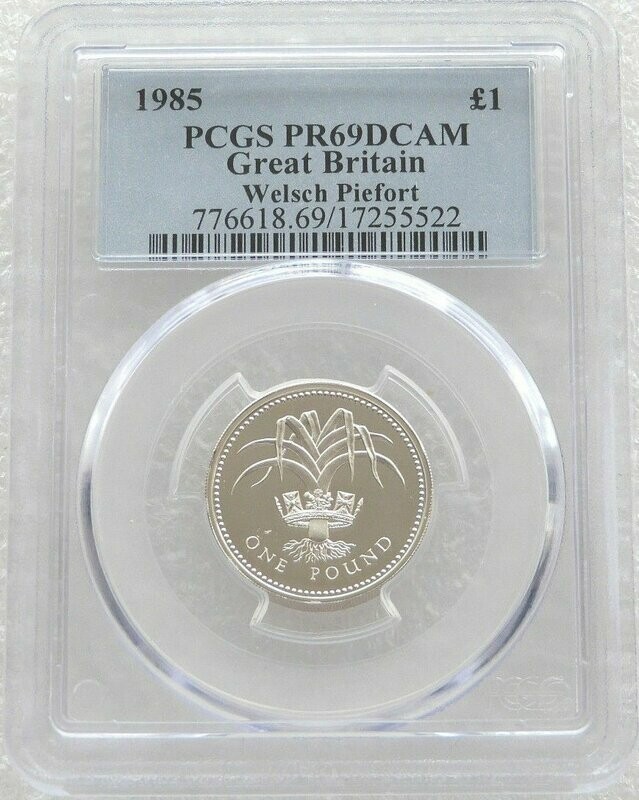 1985 £1
PCGS PR69DCAM
Great Britain
Welsch Piefort
776618.69/17255522
ONE POUND